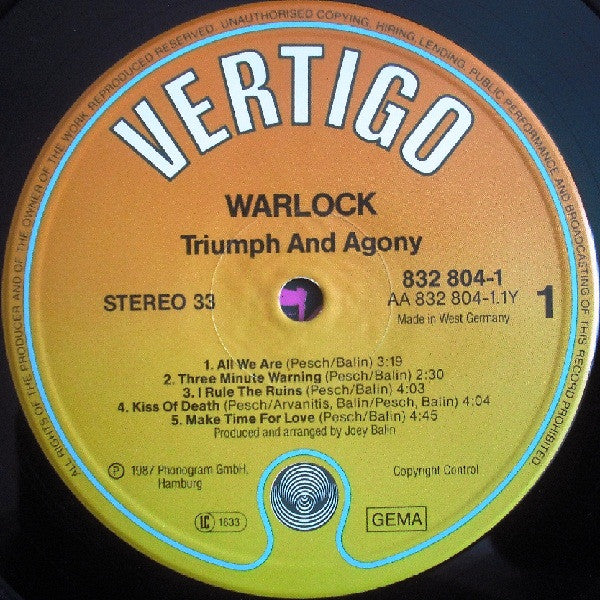 ALL RIGHTS OF THE PRODUCER AND OF THE OWNER OF THE WORK REPRODUCED RESERVED. UNAUTHORISED COPYING, HIRING, LENDING, PUBLIC PERFORMANCE AND BROADCASTING OF THIS RECORD PROHIBITED.
VERTIGO
WARLOCK
Triumph And Agony
STEREO 33
832 804-1
AA 832 804-1.1Y
Made in West Germany
1
1. All We Are (Pesch/Balin) 3:19
2. Three Minute Warning (Pesch/Balin) 2:30
3. I Rule The Ruins (Pesch/Balin) 4:03
4. Kiss Of Death (Pesch/Arvanitis, Balin/Pesch, Balin) 4:04
5. Make Time For Love (Pesch/Balin) 4:45
Produced and arranged by Joey Balin
℗ 1987 Phonogram GmbH,
Hamburg
Copyright Control
LC 1633
GEMA